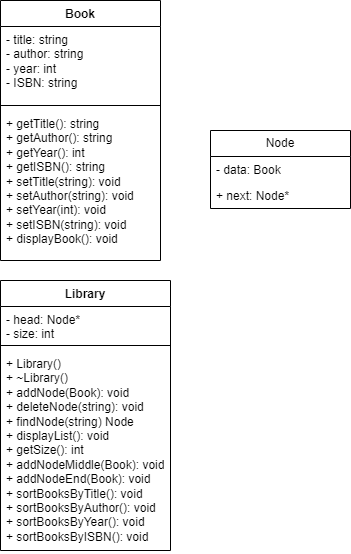 Book
- title: string
- author: string
- year: int
- ISBN: string
+ getTitle(): string
+ getAuthor(): string
+ getYear(): int
+ getISBN(): string
+ setTitle(string): void
+ setAuthor(string): void
+ setYear(int): void
+ setISBN(string): void
+ displayBook(): void
Node
- data: Book
+ next: Node*
Library
- head: Node*
- size: int
+ Library()
+ ~Library()
+ addNode(Book): void
+ deleteNode(string): void
+ findNode(string) Node
+ displayList(): void
+ getSize(): int
+ addNodeMiddle(Book): void
+ addNodeEnd(Book): void
+ sortBooksByTitle(): void
+ sortBooksByAuthor(): void
+ sortBooksByYear(): void
+ sortBooksByISBN(): void